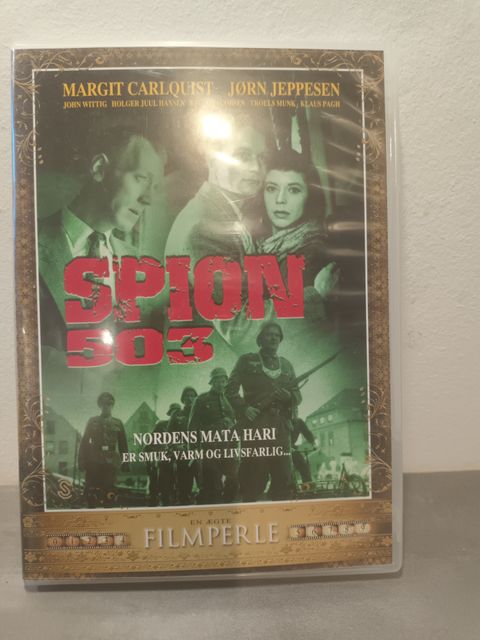 MARGIT CARLQUIST JØRN JEPPESEN
JOHN WITTIG HOLGER JUUL HANSEN TROELS MUNK KLAUS PAGH
SPION
503
NORDENS MATA HARI
ER SMUK, VARM OG LIVSFARLIG...
S
EN ÆGTE
FILMPERLE